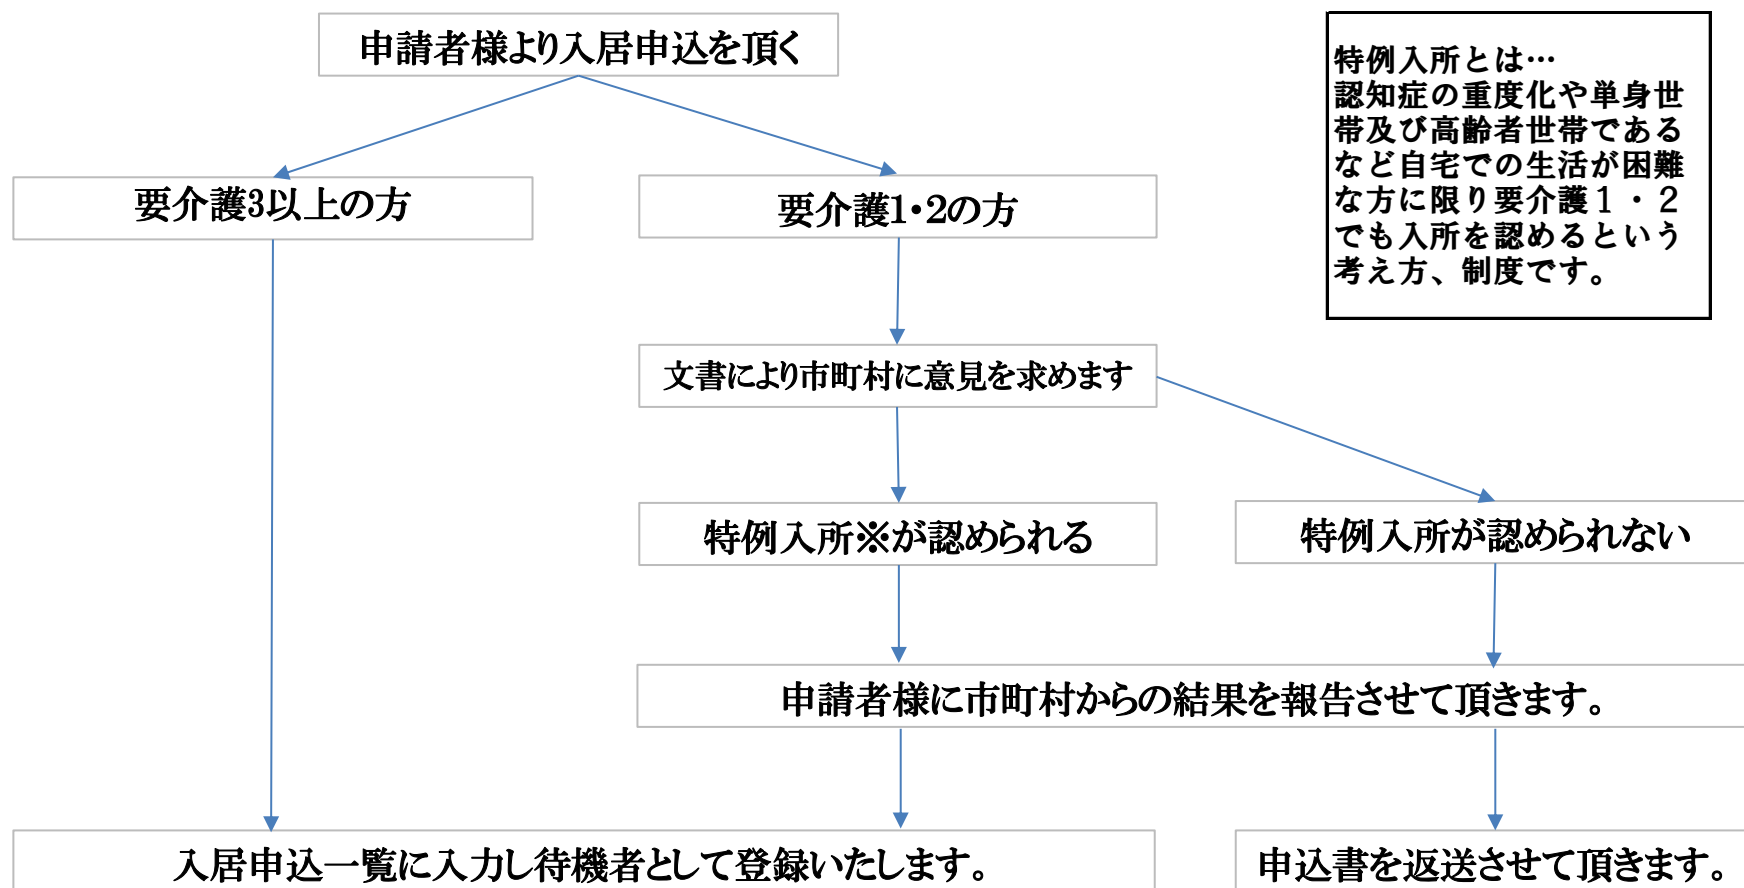 申請者様より入居申込を頂く
特例入所とは…
認知症の重度化や単身世
帯及び高齢者世帯である
など自宅での生活が困難
な方に限り要介護１・２
でも入所を認めるという
考え方、制度です。
要介護3以上の方
要介護1・2の方
文書により市町村に意見を求めます
特例入所※が認められる
特例入所が認められない
申請者様に市町村からの結果を報告させて頂きます。
入居申込一覧に入力し待機者として登録いたします。
申込書を返送させて頂きます。